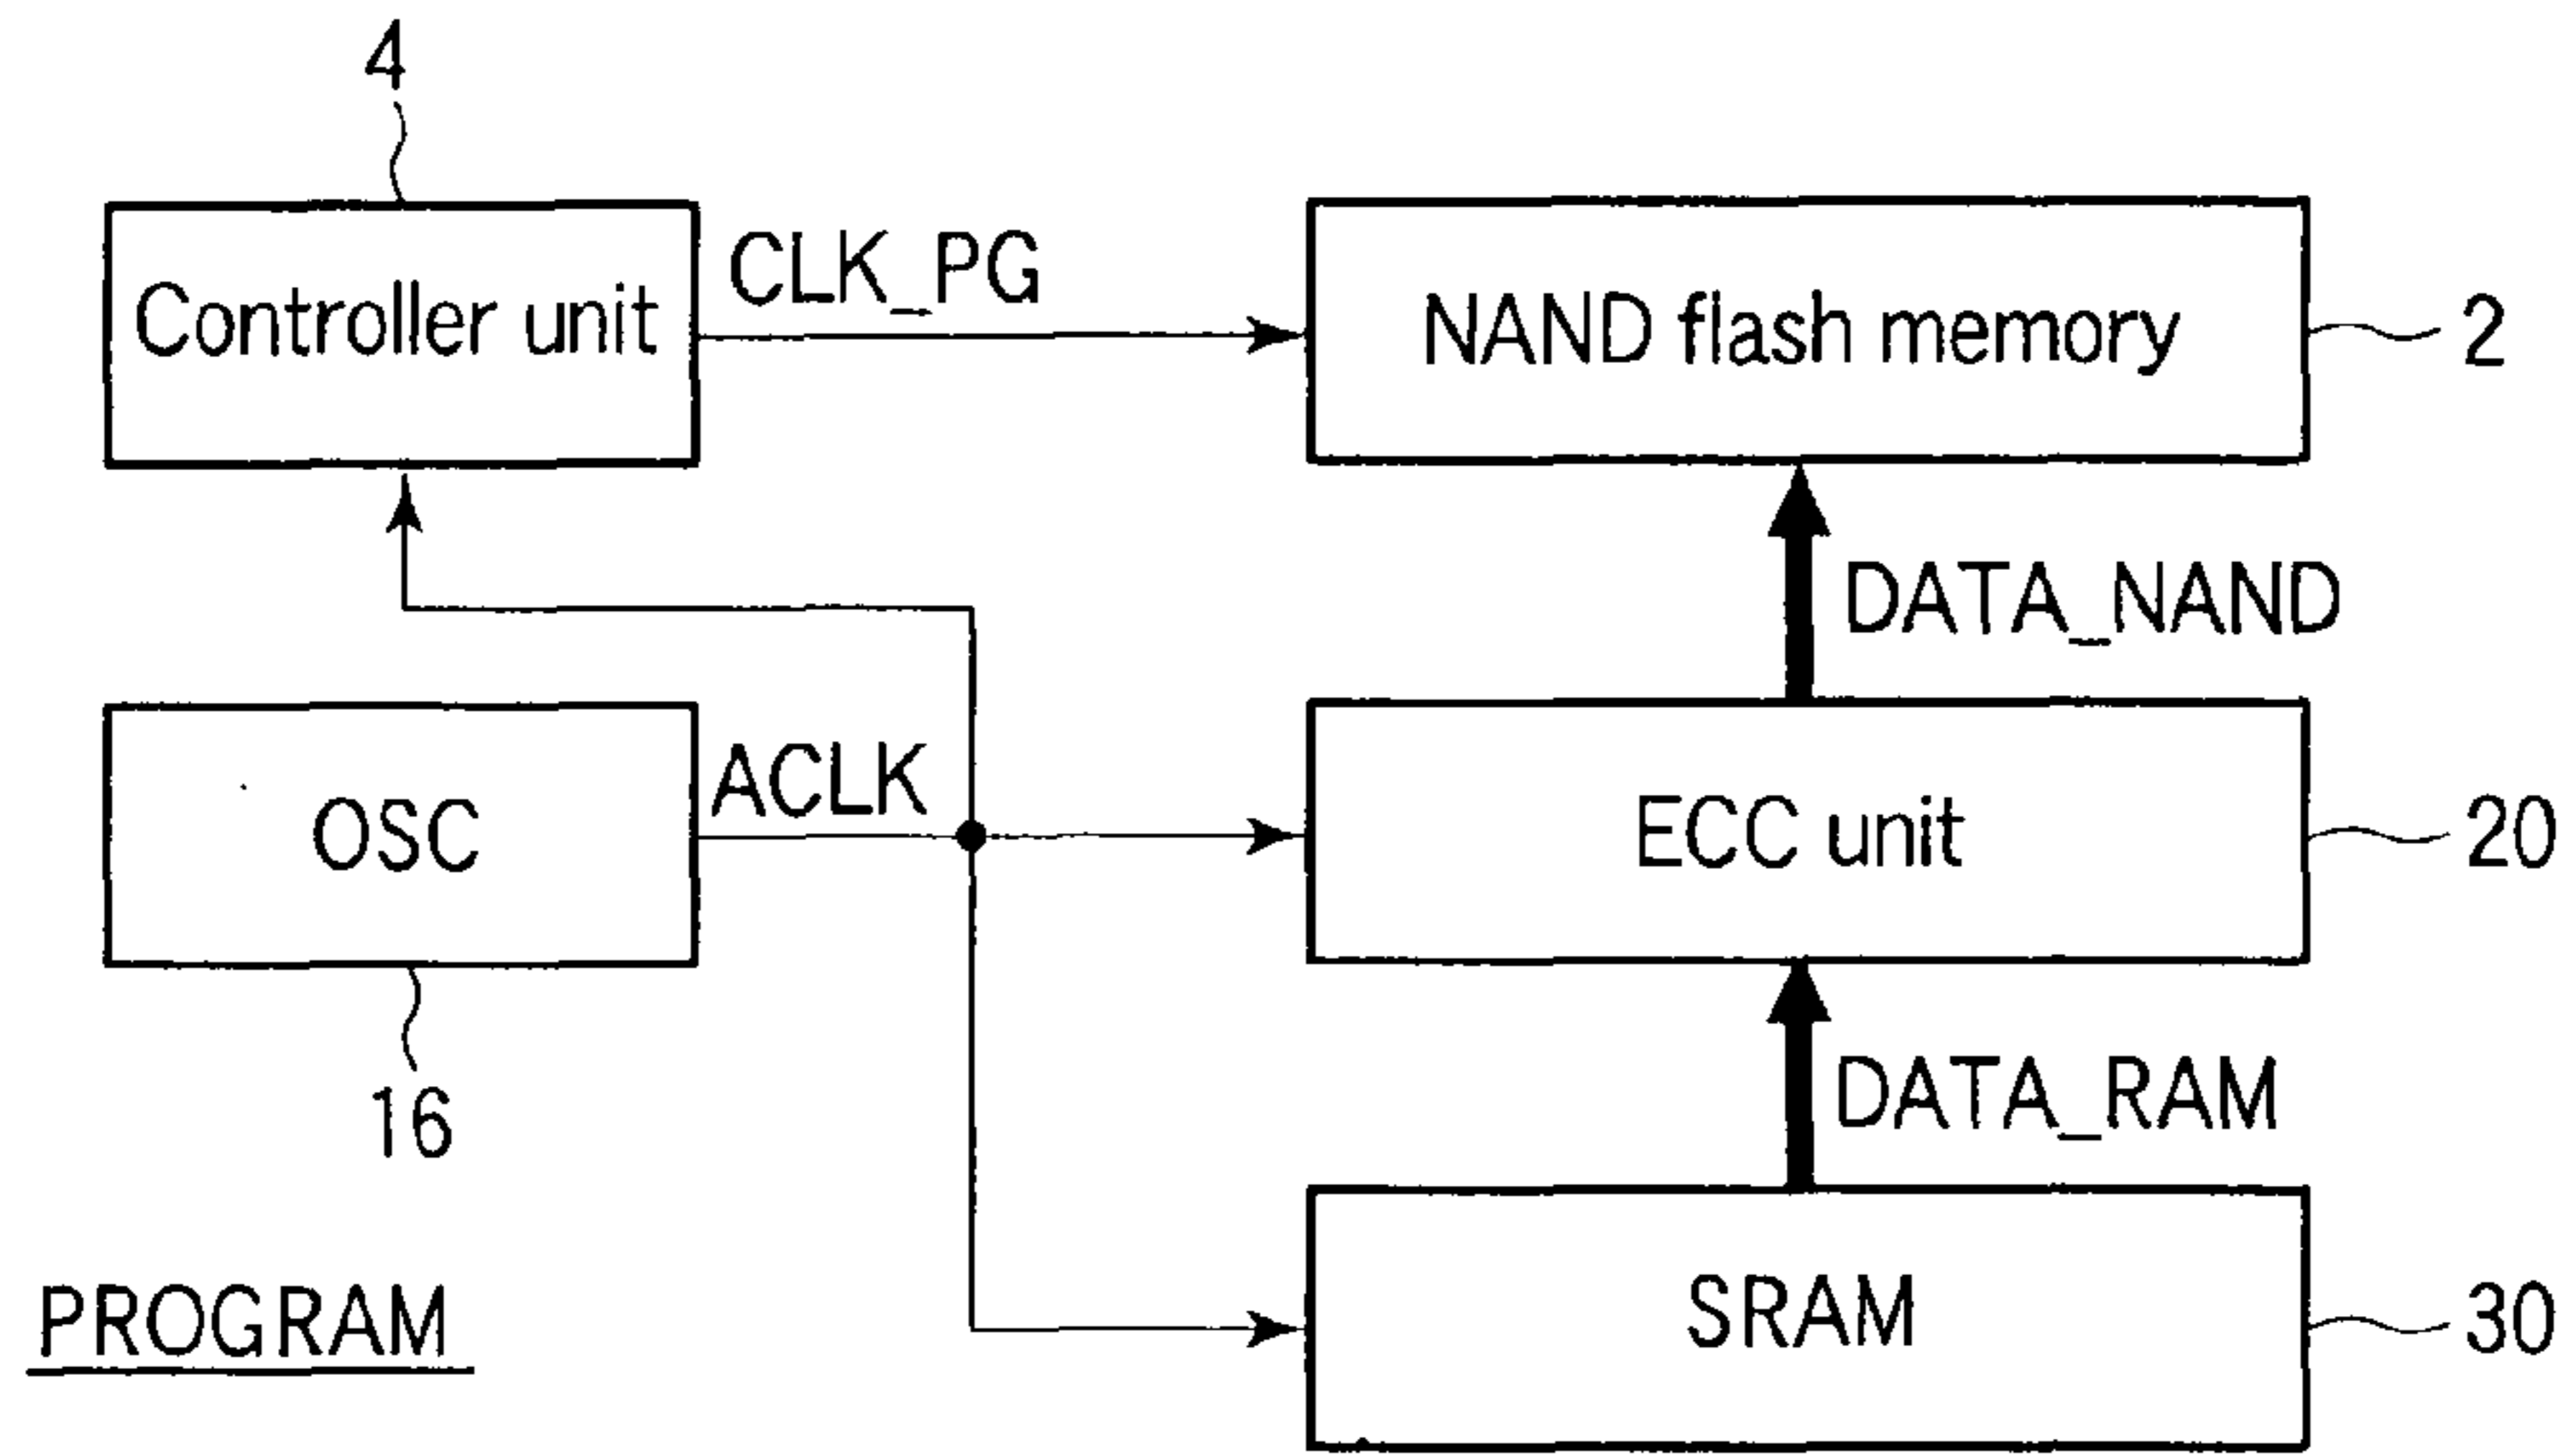 4
Controller unit
CLK_PG
NAND flash memory
2
DATA_NAND
OSC
ACLK
ECC unit
20
16
DATA_RAM
PROGRAM
SRAM
30